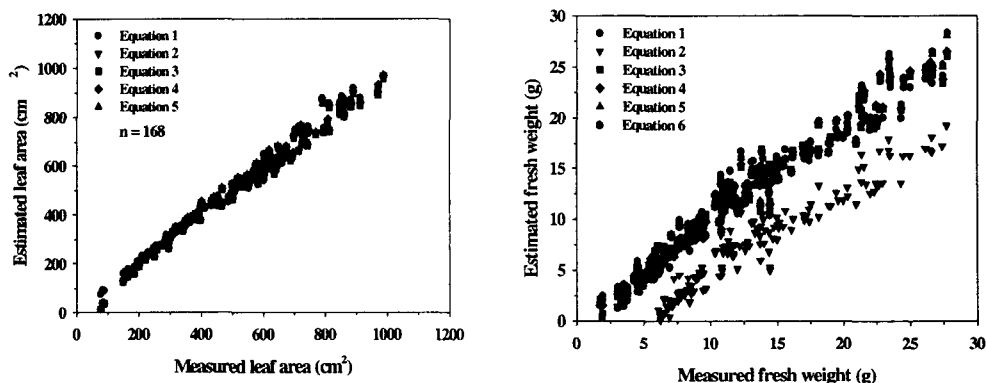 1200
1000
800
600
400
200
0
Estimated leaf area (cm²)
Equation 1
Equation 2
Equation 3
Equation 4
Equation 5
n = 168
0 200 400 600 800 1000 1200
Measured leaf area (cm²)
30
25
20
15
10
5
0
Estimated fresh weight (g)
Equation 1
Equation 2
Equation 3
Equation 4
Equation 5
Equation 6
0 5 10 15 20 25 30
Measured fresh weight (g)